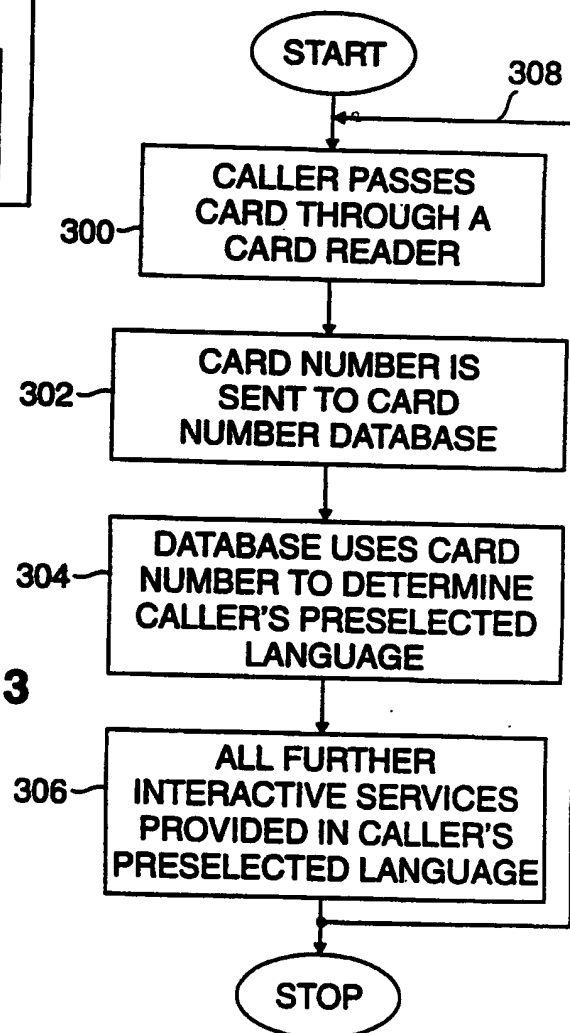 START
308
CALLER PASSES
CARD THROUGH A
CARD READER
300
CARD NUMBER IS
SENT TO CARD
NUMBER DATABASE
302
DATABASE USES CARD
NUMBER TO DETERMINE
CALLER'S PRESELECTED
LANGUAGE
304
3
ALL FURTHER
INTERACTIVE SERVICES
PROVIDED IN CALLER'S
PRESELECTED LANGUAGE
306
STOP